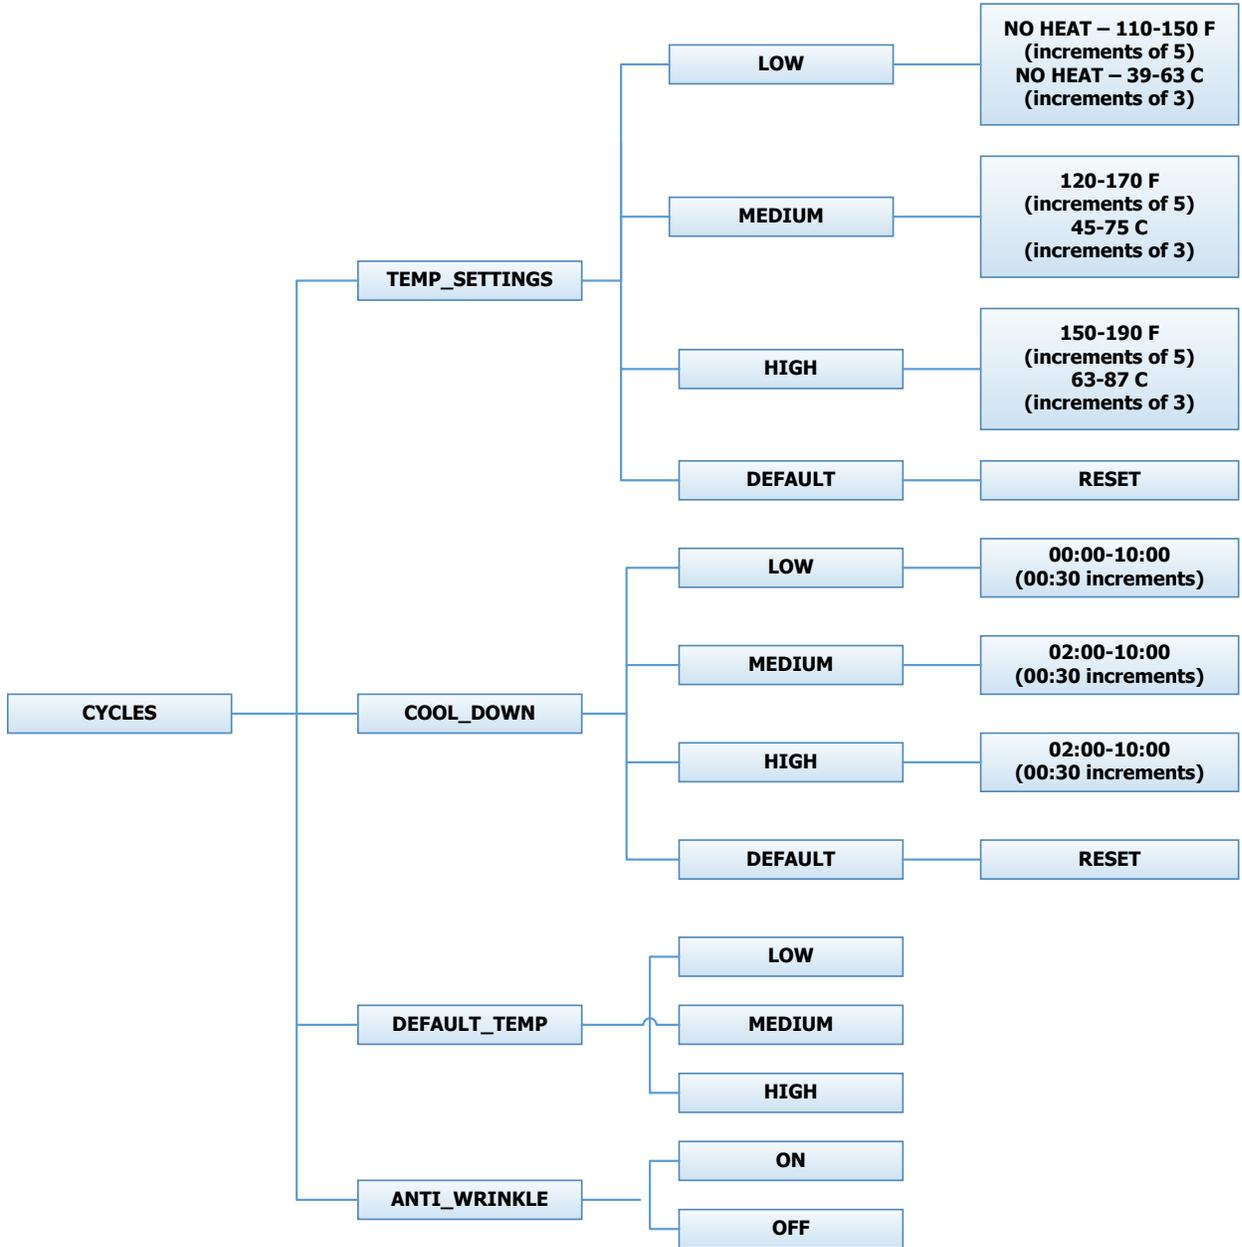 CYCLES
TEMP_SETTINGS
LOW
NO HEAT – 110-150 F
(increments of 5)
NO HEAT – 39-63 C
(increments of 3)
MEDIUM
120-170 F
(increments of 5)
45-75 C
(increments of 3)
HIGH
150-190 F
(increments of 5)
63-87 C
(increments of 3)
DEFAULT
RESET
COOL_DOWN
LOW
00:00-10:00
(00:30 increments)
MEDIUM
02:00-10:00
(00:30 increments)
HIGH
02:00-10:00
(00:30 increments)
DEFAULT
RESET
DEFAULT_TEMP
LOW
MEDIUM
HIGH
ANTI_WRINKLE
ON
OFF